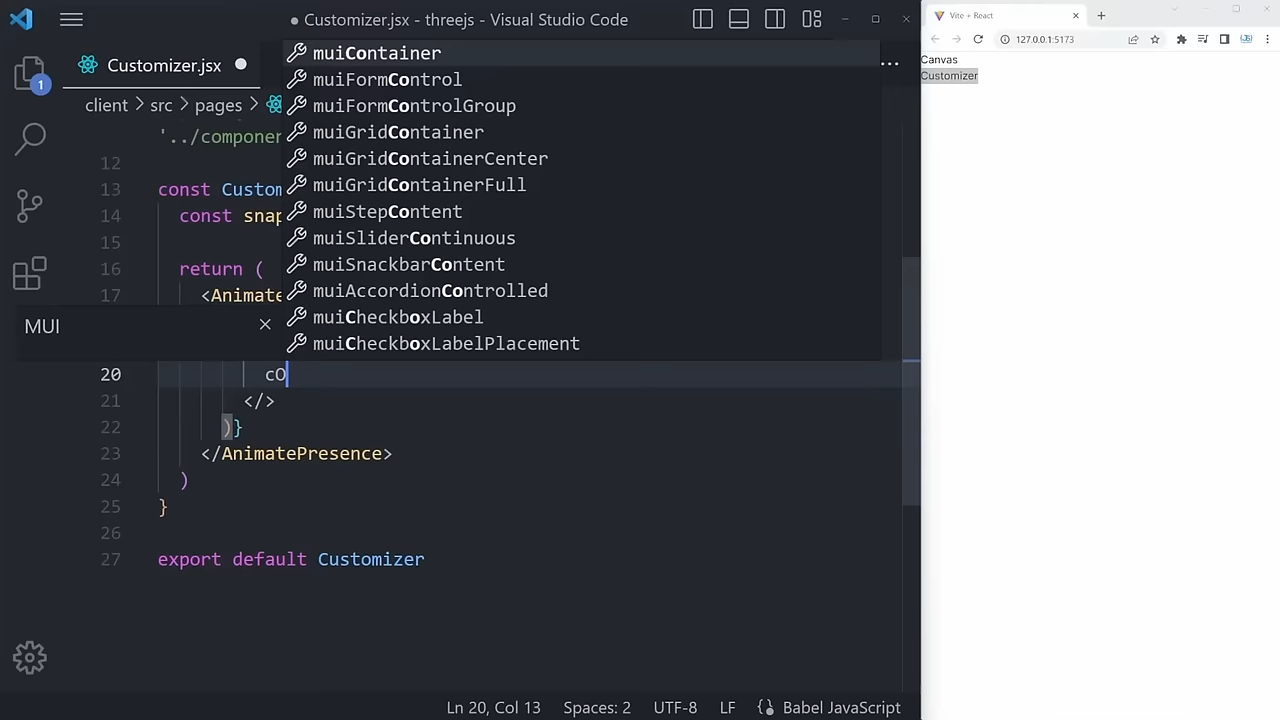 Customizer.jsx - threejs - Visual Studio Code
Customizer.jsx
client > src > pages >
1
'../componen
12
13 const Custom
14 const snap
15
16 return (
17 <Animate
muiContainer
muiFormControl
muiFormControlGroup
muiGridContainer
muiGridContainerCenter
muiGridContainerFull
muiStepContent
muiSliderContinuous
muiSnackbarContent
muiAccordionControlled
muiCheckboxLabel
muiCheckboxLabelPlacement
MUI
20 cO
21 </>
22 )}
23 </AnimatePresence>
24 )
25 }
26
27 export default Customizer
Ln 20, Col 13 Spaces: 2 UTF-8 LF Babel JavaScript
Vite + React
127.0.0.1:5173
Canvas
Customizer